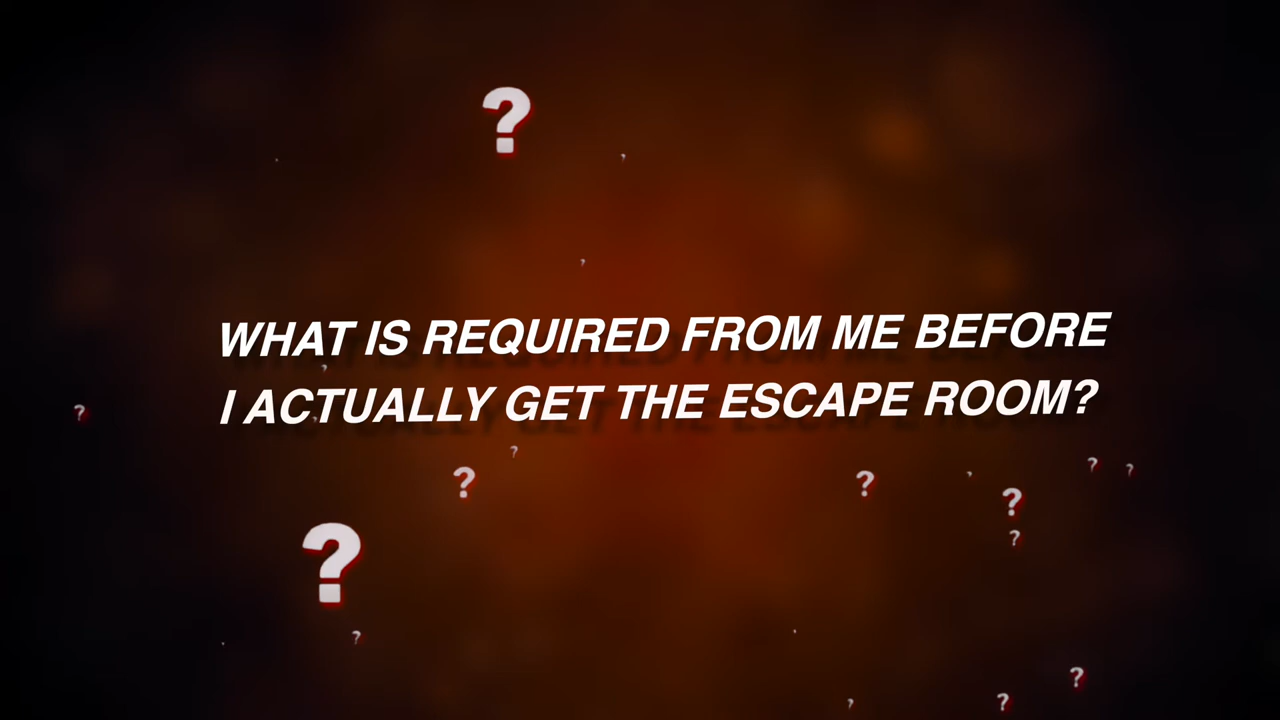 WHAT IS REQUIRED FROM ME BEFORE
I ACTUALLY GET THE ESCAPE ROOM?